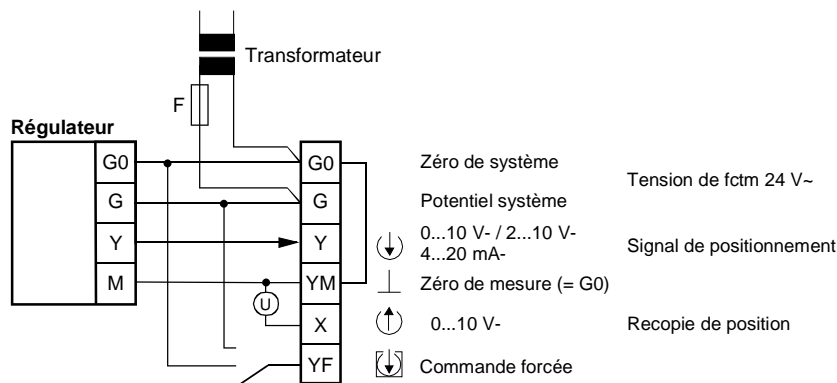 Transformateur
F
Régulateur
G0 G0 Zéro de système
Tension de fctm 24 V~
G G Potentiel système
Y Y 0...10 V- / 2...10 V-
4...20 mA- Signal de positionnement
M YM Zéro de mesure (= G0)
U X 0...10 V- Recopie de position
YF Commande forcée